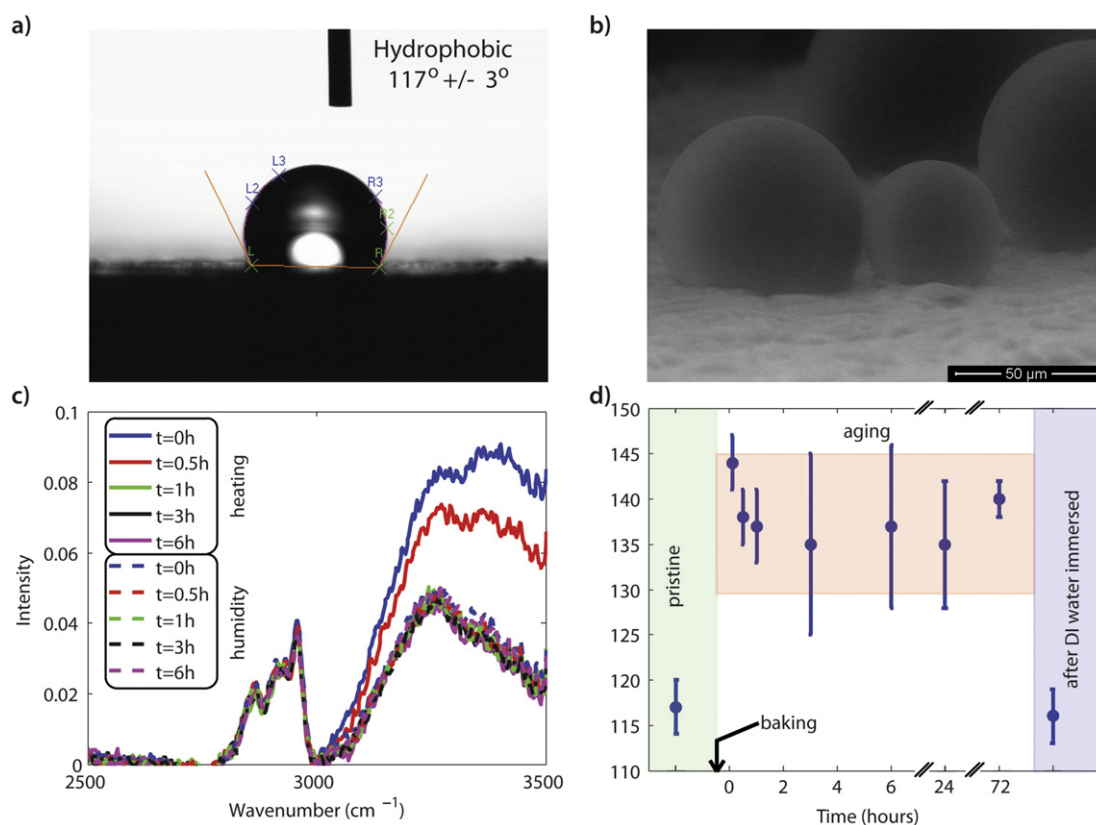 a)
Hydrophobic
117° +/- 3°
L3
L2
R3
R2
L
R
b)
50 µm
c)
Intensity
0.1
0.08
0.06
0.04
0.02
0
t=0h
t=0.5h
t=1h
t=3h
t=6h
heating
t=0h
t=0.5h
t=1h
t=3h
t=6h
humidity
2500
3000
3500
Wavenumber (cm ⁻¹)
d)
150
145
140
135
130
125
120
115
110
aging
pristine
baking
after DI water immersed
0
2
4
6
24
72
Time (hours)